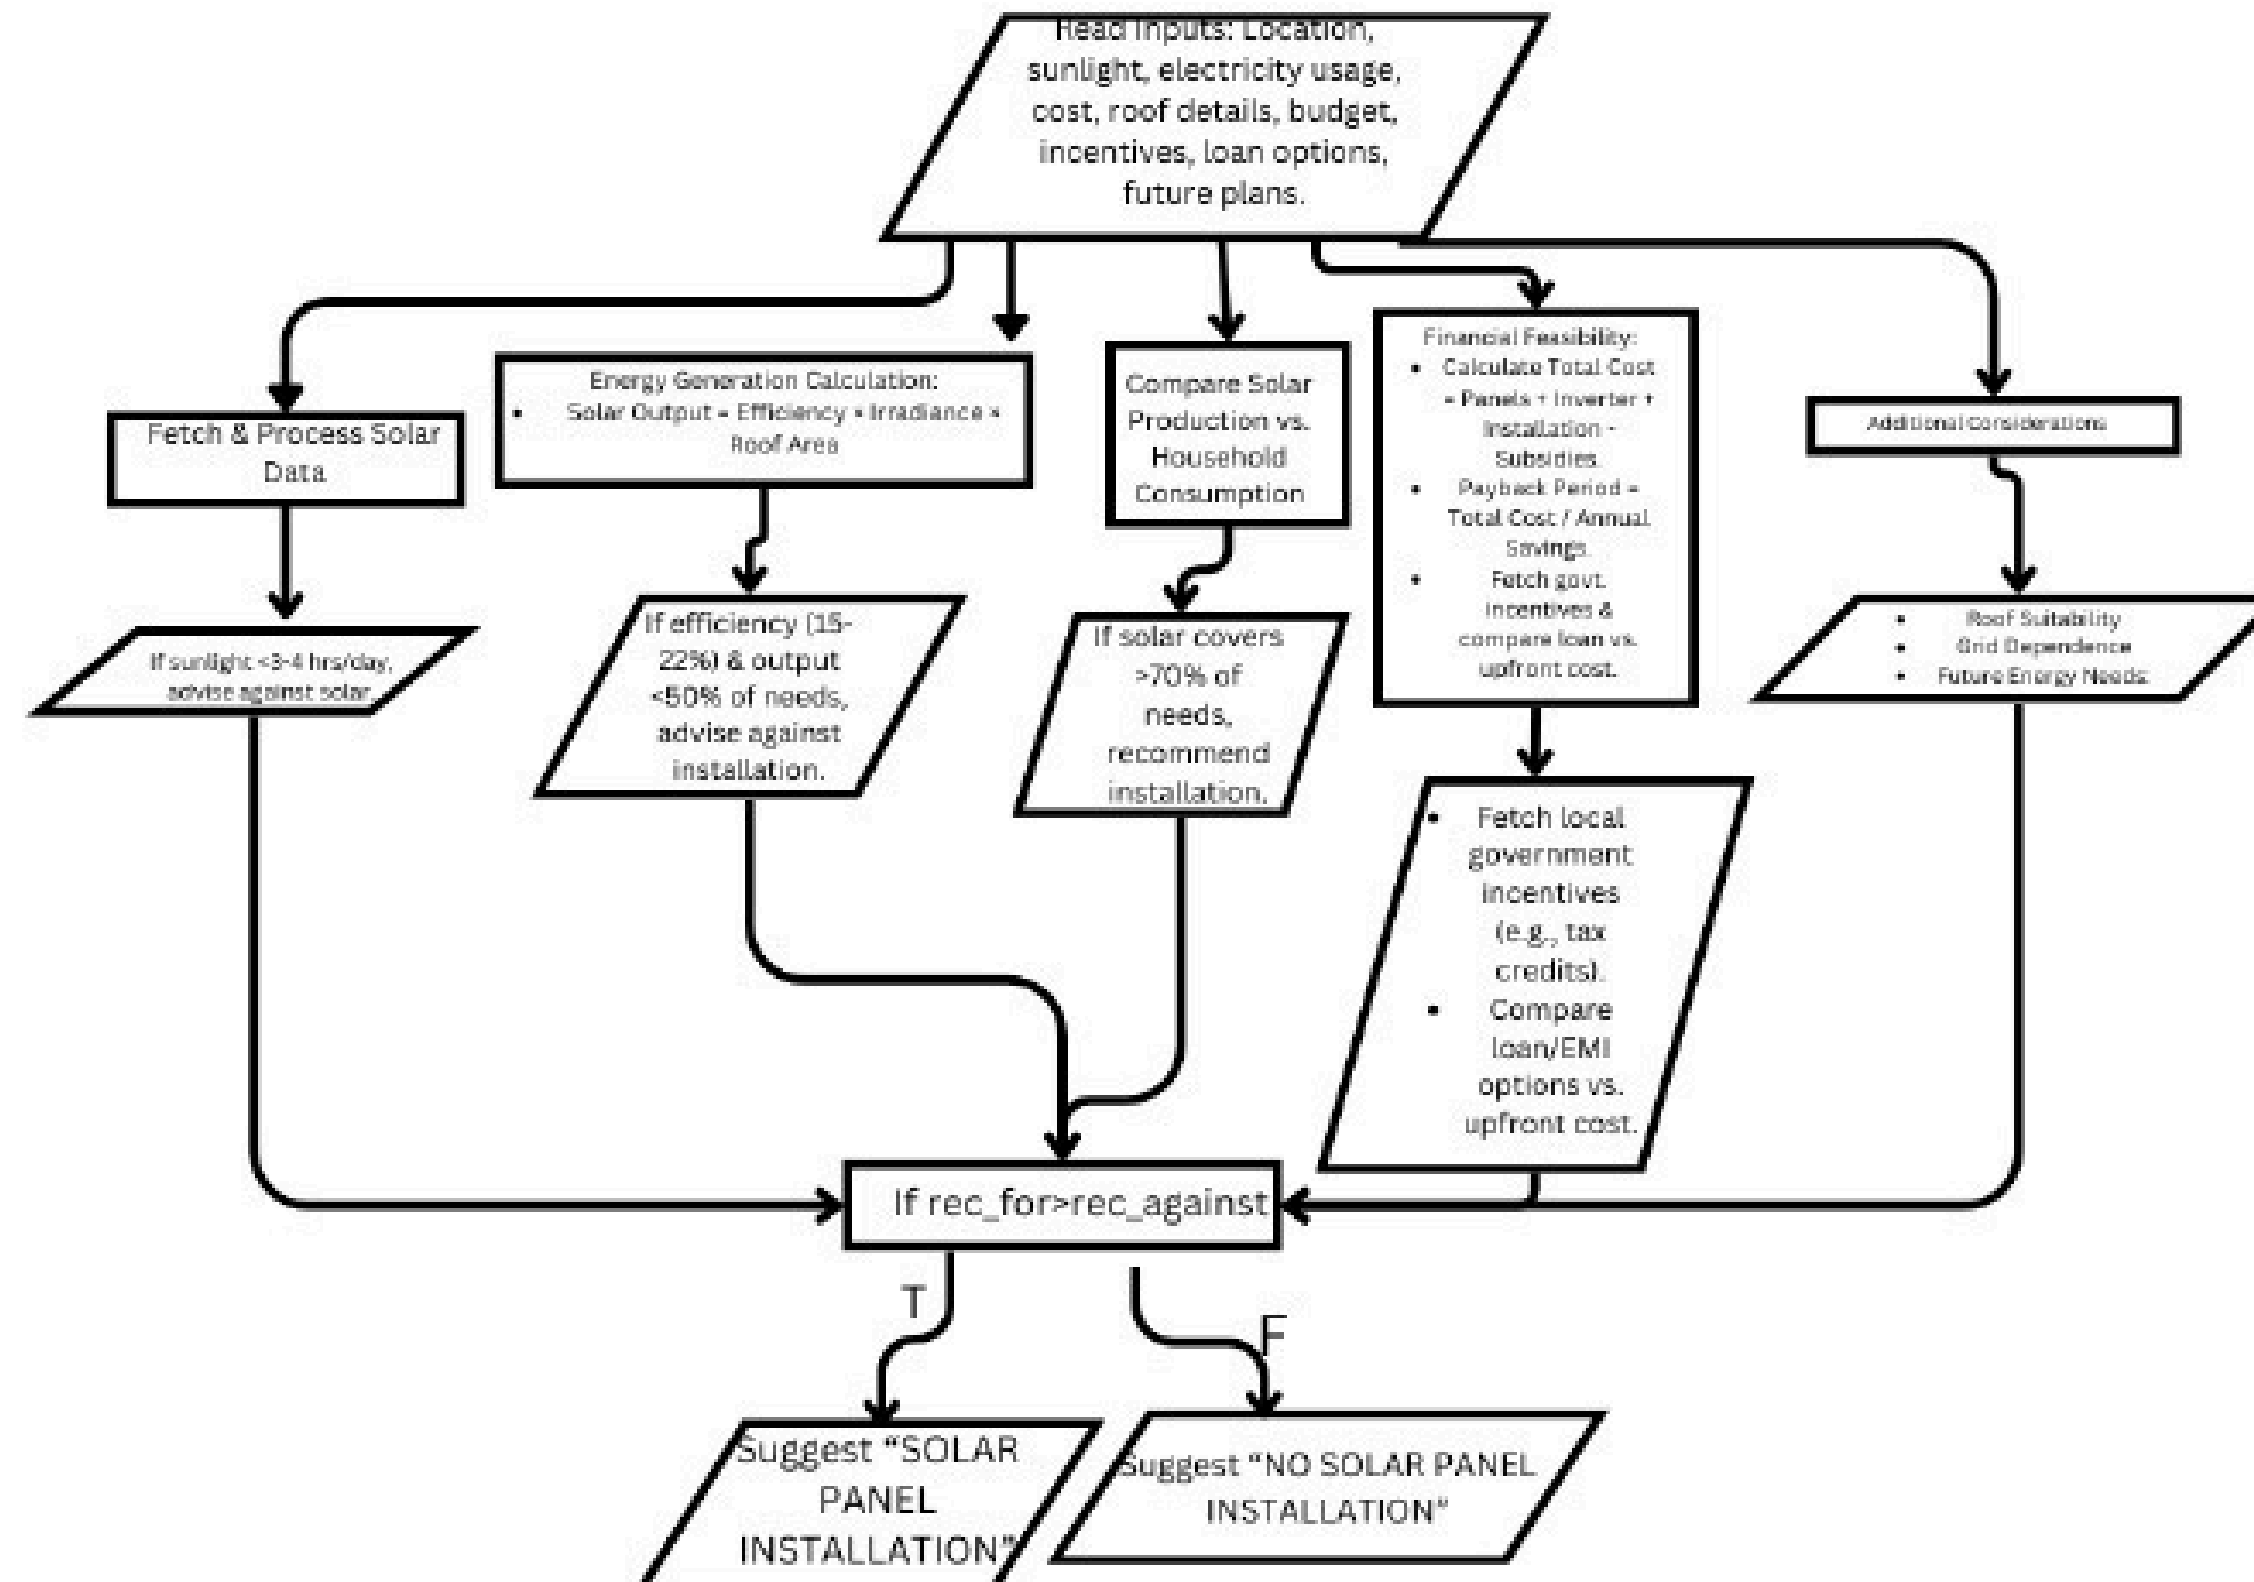 Read Inputs: Location,
sunlight, electricity usage,
cost, roof details, budget,
incentives, loan options,
future plans.
Fetch & Process Solar
Data
If sunlight <3-4 hrs/day,
advise against solar
Energy Generation Calculation:
• Solar Output = Efficiency × Irradiance ×
Roof Area
If efficiency (15-
22%) & output
<50% of needs,
advise against
installation.
Compare Solar
Production vs.
Household
Consumption
If solar covers
>70% of
needs,
recommend
installation.
Financial Feasibility:
• Calculate Total Cost
= Panels + Inverter +
Installation -
Subsidies.
• Payback Period =
Total Cost / Annual
Savings.
• Fetch govt.
incentives &
compare loan vs.
upfront cost.
• Fetch local
government
incentives
(e.g., tax
credits).
• Compare
loan/EMI
options vs.
upfront cost.
Additional Considerations
• Roof Suitability
• Grid Dependence
• Future Energy Needs
If rec_for>rec_against
T
F
Suggest “SOLAR
PANEL
INSTALLATION”
Suggest “NO SOLAR PANEL
INSTALLATION”